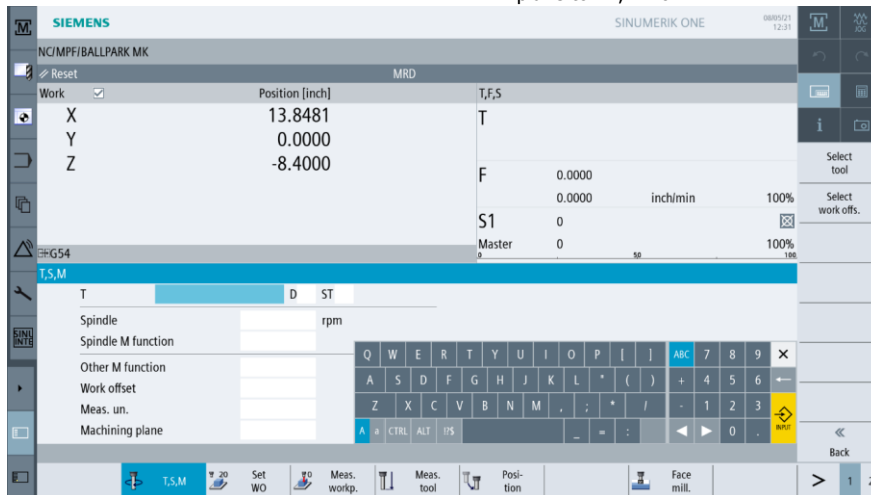 SIEMENS
SINUMERIK ONE
08/05/21
12:31
M
JOG
NC/MPF/BALLPARK MK
Reset
MRD
Work
Position [inch]
T,F,S
X
13.8481
T
Y
0.0000
Z
-8.4000
F
0.0000
0.0000
inch/min
100%
S1
0
Master
0
100%
0
50
100
G54
T,S,M
T
D
ST
Spindle
rpm
Spindle M function
Other M function
Work offset
Meas. un.
Machining plane
Q W E R T Y U I O P [ ] ABC 7 8 9 X
A S D F G H J K L " ( ) + 4 5 6
Z X C V B N M , ; * / - 1 2 3
A a CTRL ALT !?$ _ = : 0 .
INPUT
Select
tool
Select
work offs.
«
Back
SINU
INTE
T,S,M
Set
WO
Meas.
workp.
Meas.
tool
Posi-
tion
Face
mill.
>
1
2